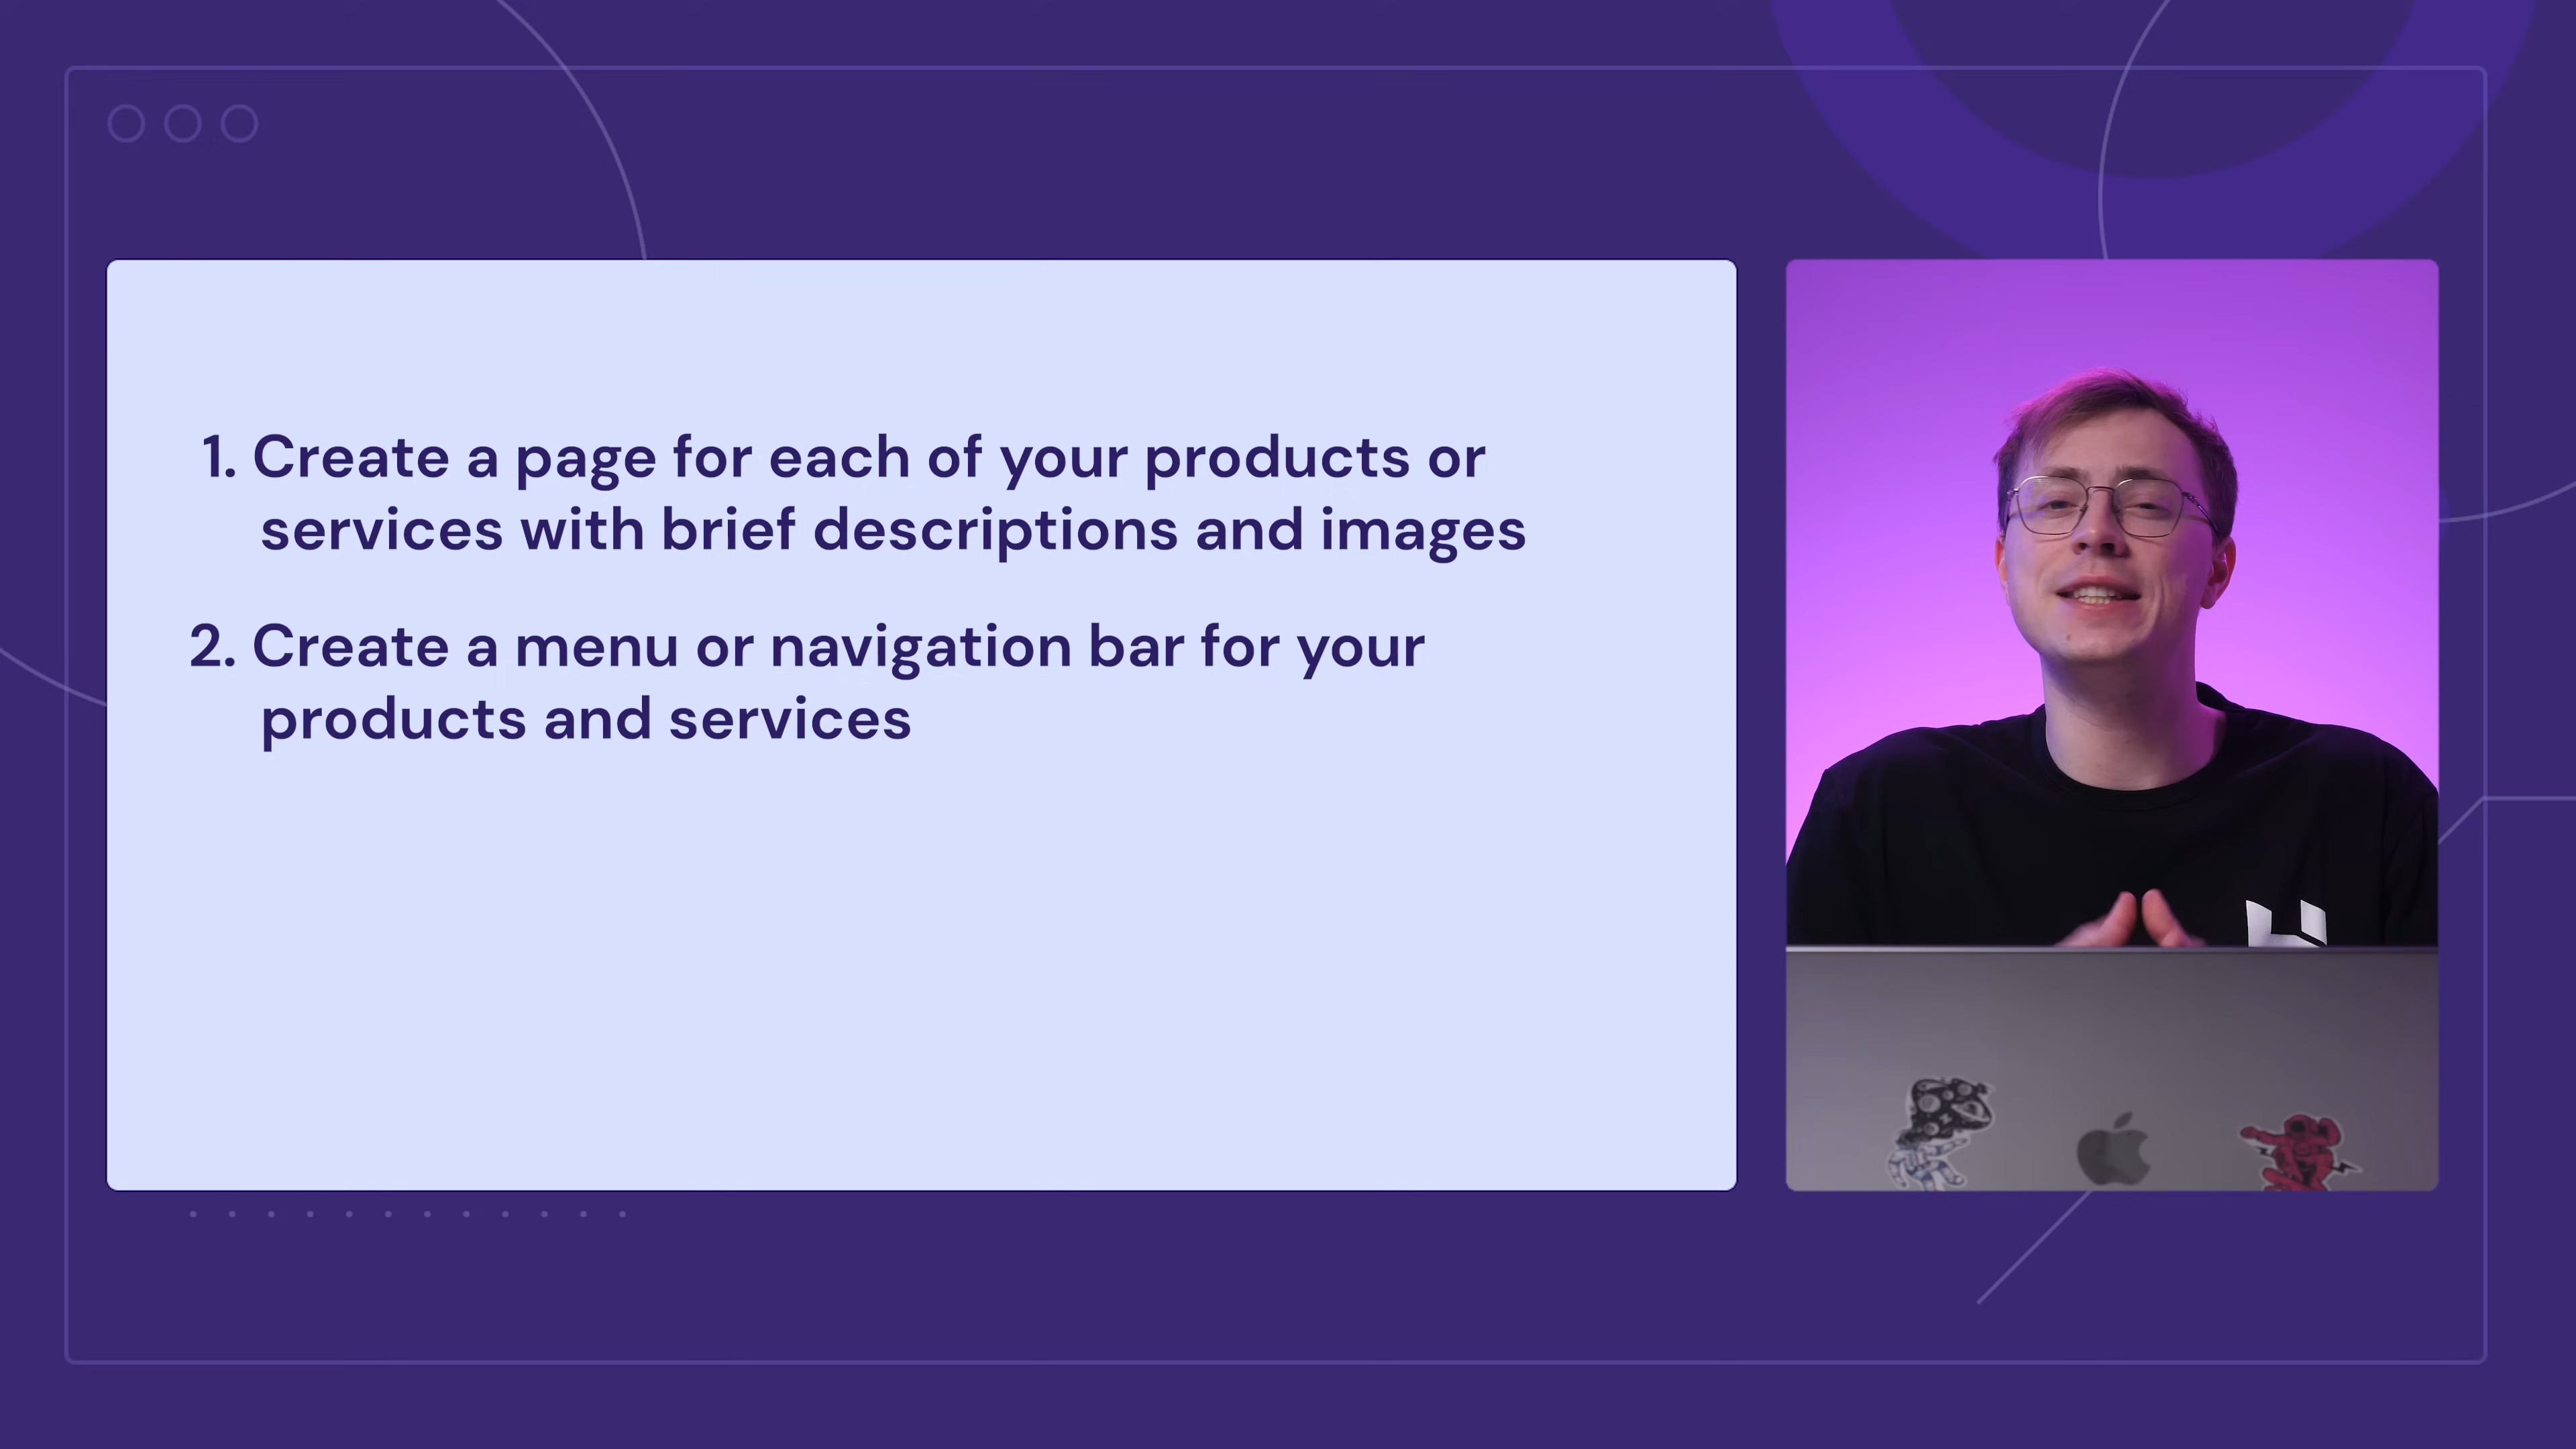 1. Create a page for each of your products or
services with brief descriptions and images
2. Create a menu or navigation bar for your
products and services